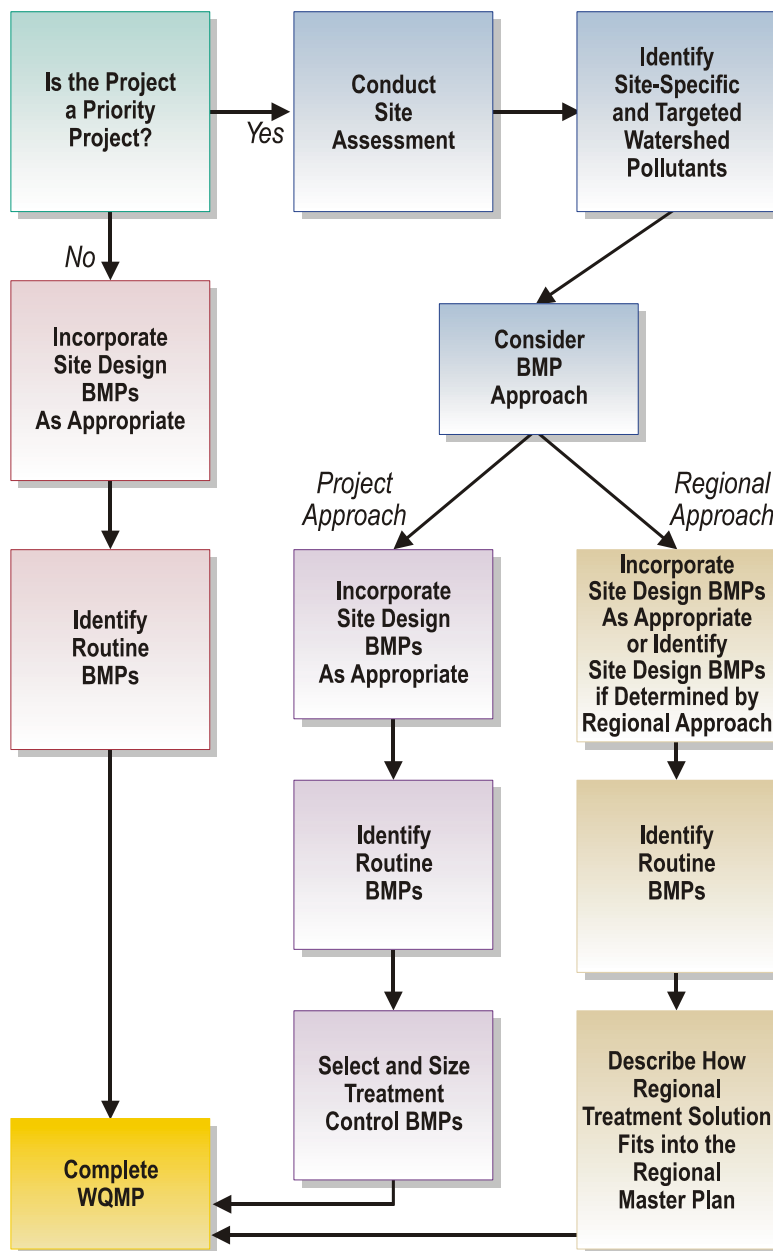 Is the Project
a Priority
Project?
Yes
Conduct
Site
Assessment
Identify
Site-Specific
and Targeted
Watershed
Pollutants
No
Incorporate
Site Design
BMPs
As Appropriate
Consider
BMP
Approach
Project
Approach
Regional
Approach
Identify
Routine
BMPs
Incorporate
Site Design
BMPs
As Appropriate
Incorporate
Site Design BMPs
As Appropriate
or Identify
Site Design BMPs
if Determined by
Regional Approach
Identify
Routine
BMPs
Identify
Routine
BMPs
Select and Size
Treatment
Control BMPs
Describe How
Regional
Treatment Solution
Fits into the
Regional
Master Plan
Complete
WQMP